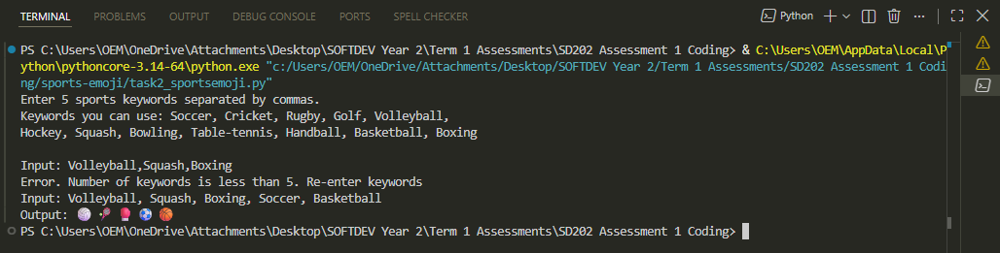 TERMINAL PROBLEMS OUTPUT DEBUG CONSOLE PORTS SPELL CHECKER Python
PS C:\Users\OEM\OneDrive\Attachments\Desktop\SOFTDEV Year 2\Term 1 Assessments\SD202 Assessment 1 Coding> & C:\Users\OEM\AppData\Local\P
ython\pythoncore-3.14-64\python.exe "c:/Users/OEM/OneDrive/Attachments/Desktop/SOFTDEV Year 2/Term 1 Assessments/SD202 Assessment 1 Codi
ng/sports-emoji/task2_sportsemoji.py"
Enter 5 sports keywords separated by commas.
Keywords you can use: Soccer, Cricket, Rugby, Golf, Volleyball,
Hockey, Squash, Bowling, Table-tennis, Handball, Basketball, Boxing
Input: Volleyball,Squash,Boxing
Error. Number of keywords is less than 5. Re-enter keywords
Input: Volleyball, Squash, Boxing, Soccer, Basketball
Output: 🏐 🎾 🥊 ⚽ 🏀
PS C:\Users\OEM\OneDrive\Attachments\Desktop\SOFTDEV Year 2\Term 1 Assessments\SD202 Assessment 1 Coding>